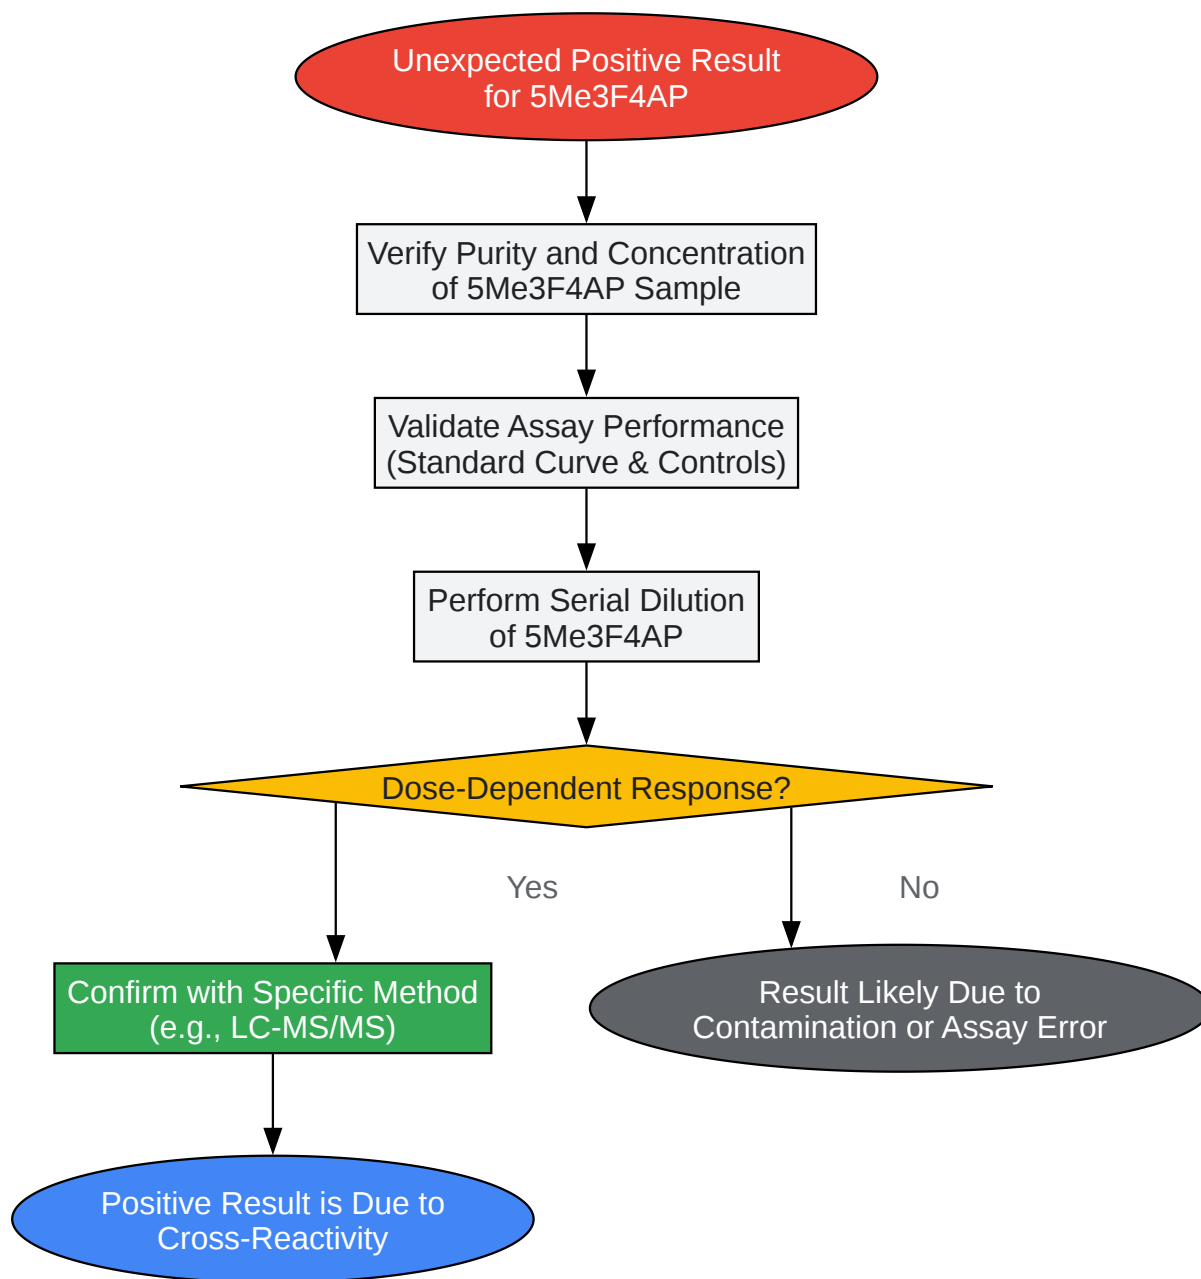 Unexpected Positive Result
for 5Me3F4AP
Verify Purity and Concentration
of 5Me3F4AP Sample
Validate Assay Performance
(Standard Curve & Controls)
Perform Serial Dilution
of 5Me3F4AP
Dose-Dependent Response?
Yes
No
Confirm with Specific Method
(e.g., LC-MS/MS)
Result Likely Due to
Contamination or Assay Error
Positive Result is Due to
Cross-Reactivity